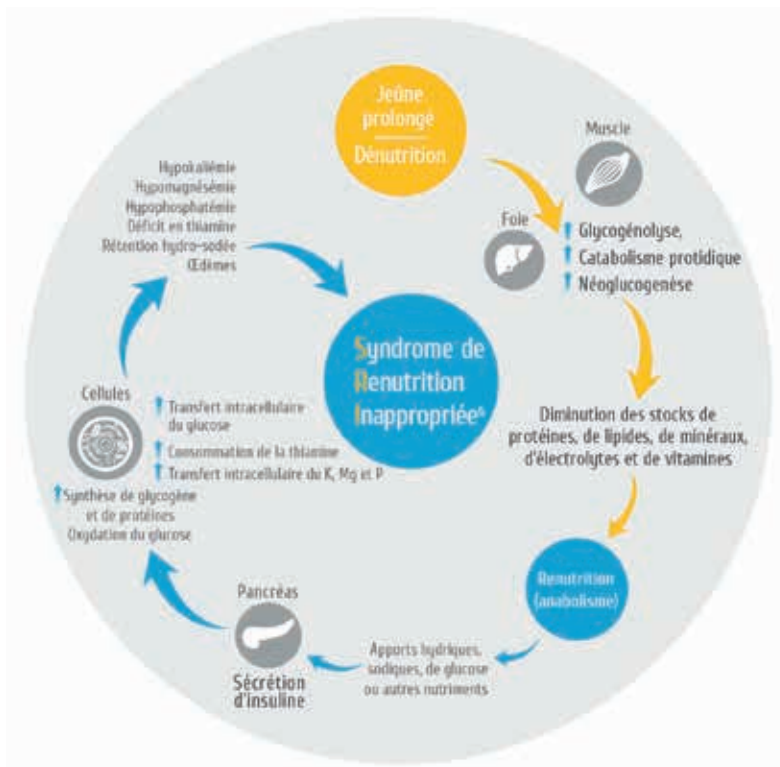 Jeûne
prolongé
Dénutrition
Muscle
Foie
Glycogénolyse,
Catabolisme protidique
Néoglucogenèse
Diminution des stocks de
protéines, de lipides, de minéraux,
d'électrolytes et de vitamines
Renutrition
(anabolisme)
Apports hydriques,
sodiques, de glucose
ou autres nutriments
Pancréas
Sécrétion
d'insuline
Cellules
Transfert intracellulaire
du glucose
Consommation de la thiamine
Transfert intracellulaire du K, Mg et P
Synthèse de glycogène
et de protéines
Oxydation du glucose
Hypokaliémie
Hypomagnésémie
Hypophosphatémie
Déficit en thiamine
Rétention hydro-sodée
Œdèmes
Syndrome de
Renutrition
Inappropriée